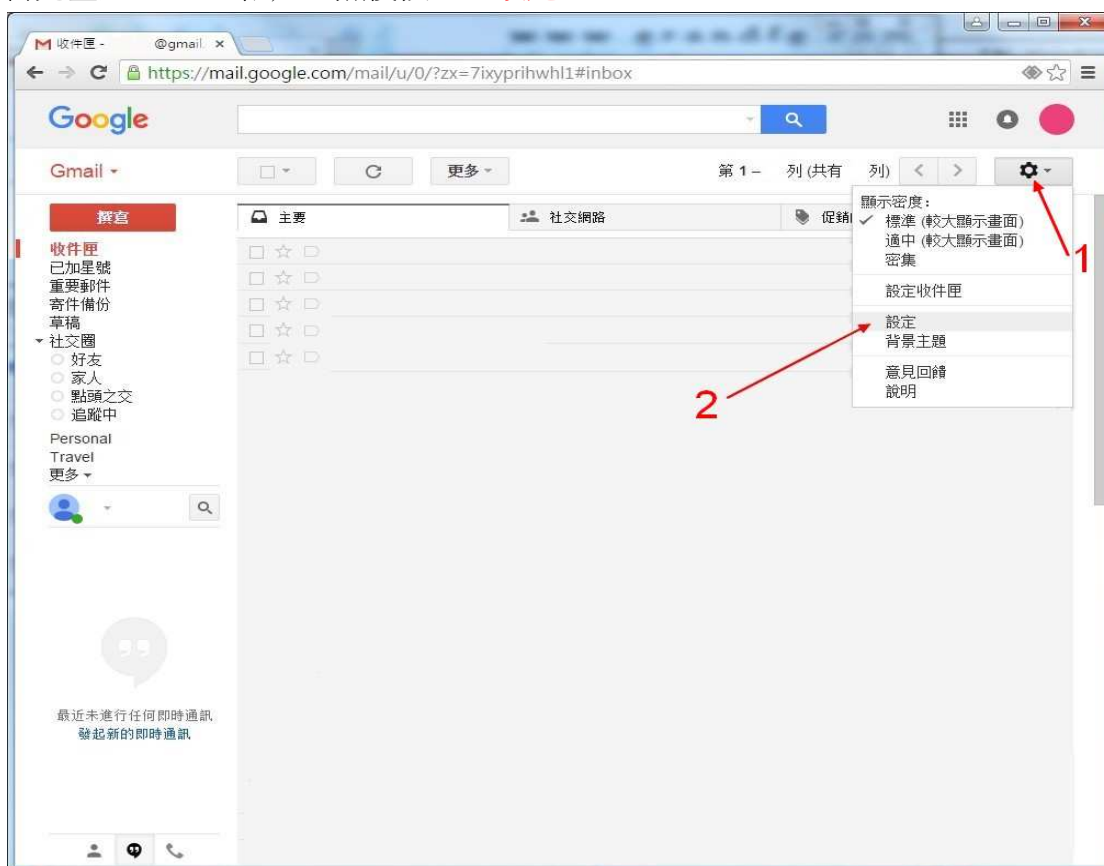 收件匣 - @gmail
https://mail.google.com/mail/u/0/?zx=7ixyprihwhl1#inbox
Google
Gmail
更多
第 1 – 列 (共有 列)
撰寫
主要
社交網路
促銷
顯示密度:
標準 (較大顯示畫面)
適中 (較大顯示畫面)
密集
設定收件匣
設定
背景主題
意見回饋
說明
1
2
收件匣
已加星號
重要郵件
寄件備份
草稿
社交圈
好友
家人
點頭之交
追蹤中
Personal
Travel
更多
最近未進行任何即時通訊
發起新的即時通訊